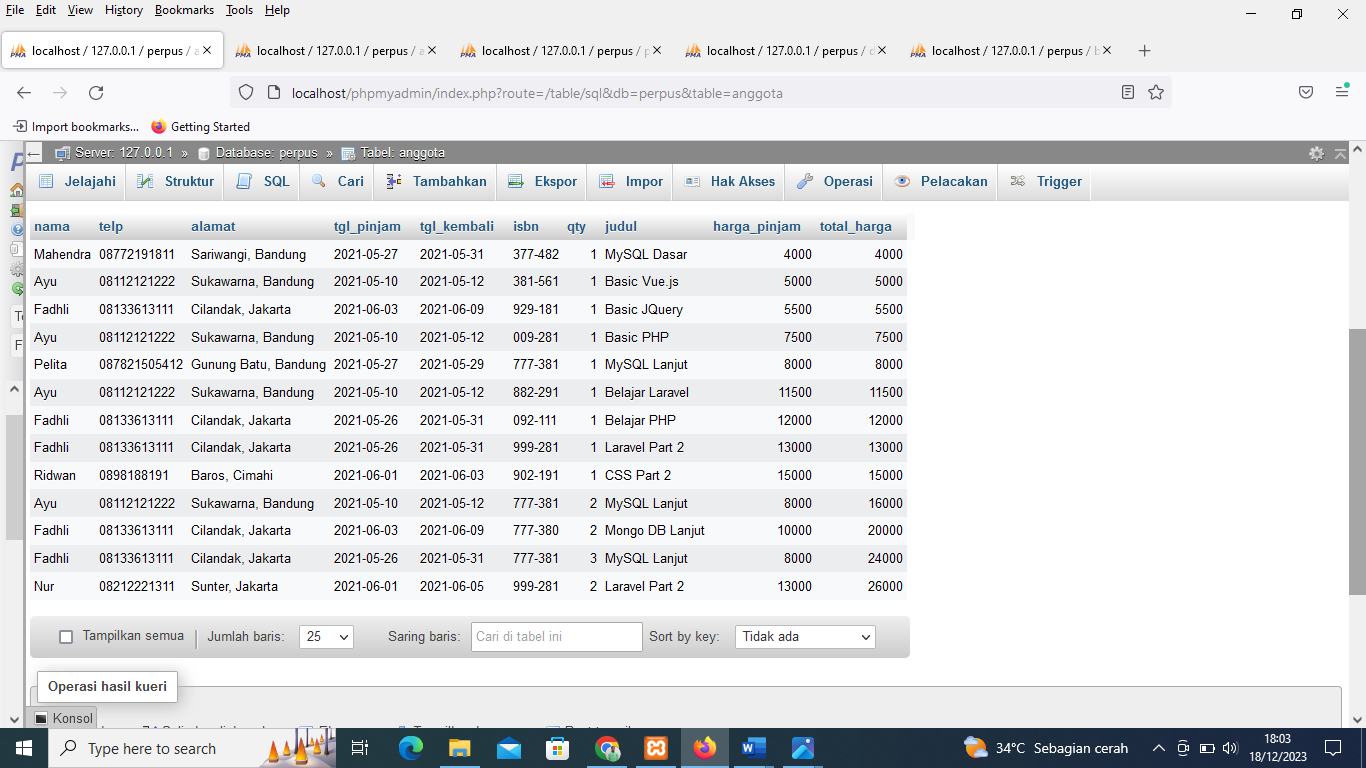 File Edit View History Bookmarks Tools Help
localhost / 127.0.0.1 / perpus / a localhost / 127.0.0.1 / perpus / a localhost / 127.0.0.1 / perpus / p localhost / 127.0.0.1 / perpus / d localhost / 127.0.0.1 / perpus / b
localhost/phpmyadmin/index.php?route=/table/sql&db=perpus&table=anggota
Import bookmarks... Getting Started
Server: 127.0.0.1 » Database: perpus » Tabel: anggota
Jelajahi Struktur SQL Cari Tambahkan Ekspor Impor Hak Akses Operasi Pelacakan Trigger
nama telp alamat tgl_pinjam tgl_kembali isbn qty judul harga_pinjam total_harga
Mahendra 08772191811 Sariwangi, Bandung 2021-05-27 2021-05-31 377-482 1 MySQL Dasar 4000 4000
Ayu 08112121222 Sukawarna, Bandung 2021-05-10 2021-05-12 381-561 1 Basic Vue.js 5000 5000
Fadhli 08133613111 Cilandak, Jakarta 2021-06-03 2021-06-09 929-181 1 Basic JQuery 5500 5500
Ayu 08112121222 Sukawarna, Bandung 2021-05-10 2021-05-12 009-281 1 Basic PHP 7500 7500
Pelita 087821505412 Gunung Batu, Bandung 2021-05-27 2021-05-29 777-381 1 MySQL Lanjut 8000 8000
Ayu 08112121222 Sukawarna, Bandung 2021-05-10 2021-05-12 882-291 1 Belajar Laravel 11500 11500
Fadhli 08133613111 Cilandak, Jakarta 2021-05-26 2021-05-31 092-111 1 Belajar PHP 12000 12000
Fadhli 08133613111 Cilandak, Jakarta 2021-05-26 2021-05-31 999-281 1 Laravel Part 2 13000 13000
Ridwan 0898188191 Baros, Cimahi 2021-06-01 2021-06-03 902-191 1 CSS Part 2 15000 15000
Ayu 08112121222 Sukawarna, Bandung 2021-05-10 2021-05-12 777-381 2 MySQL Lanjut 8000 16000
Fadhli 08133613111 Cilandak, Jakarta 2021-06-03 2021-06-09 777-380 2 Mongo DB Lanjut 10000 20000
Fadhli 08133613111 Cilandak, Jakarta 2021-05-26 2021-05-31 777-381 3 MySQL Lanjut 8000 24000
Nur 08212221311 Sunter, Jakarta 2021-06-01 2021-06-05 999-281 2 Laravel Part 2 13000 26000
Tampilkan semua Jumlah baris: 25 Saring baris: Cari di tabel ini Sort by key: Tidak ada
Operasi hasil kueri
Konsol
Type here to search 34°C Sebagian cerah 18:03
18/12/2023